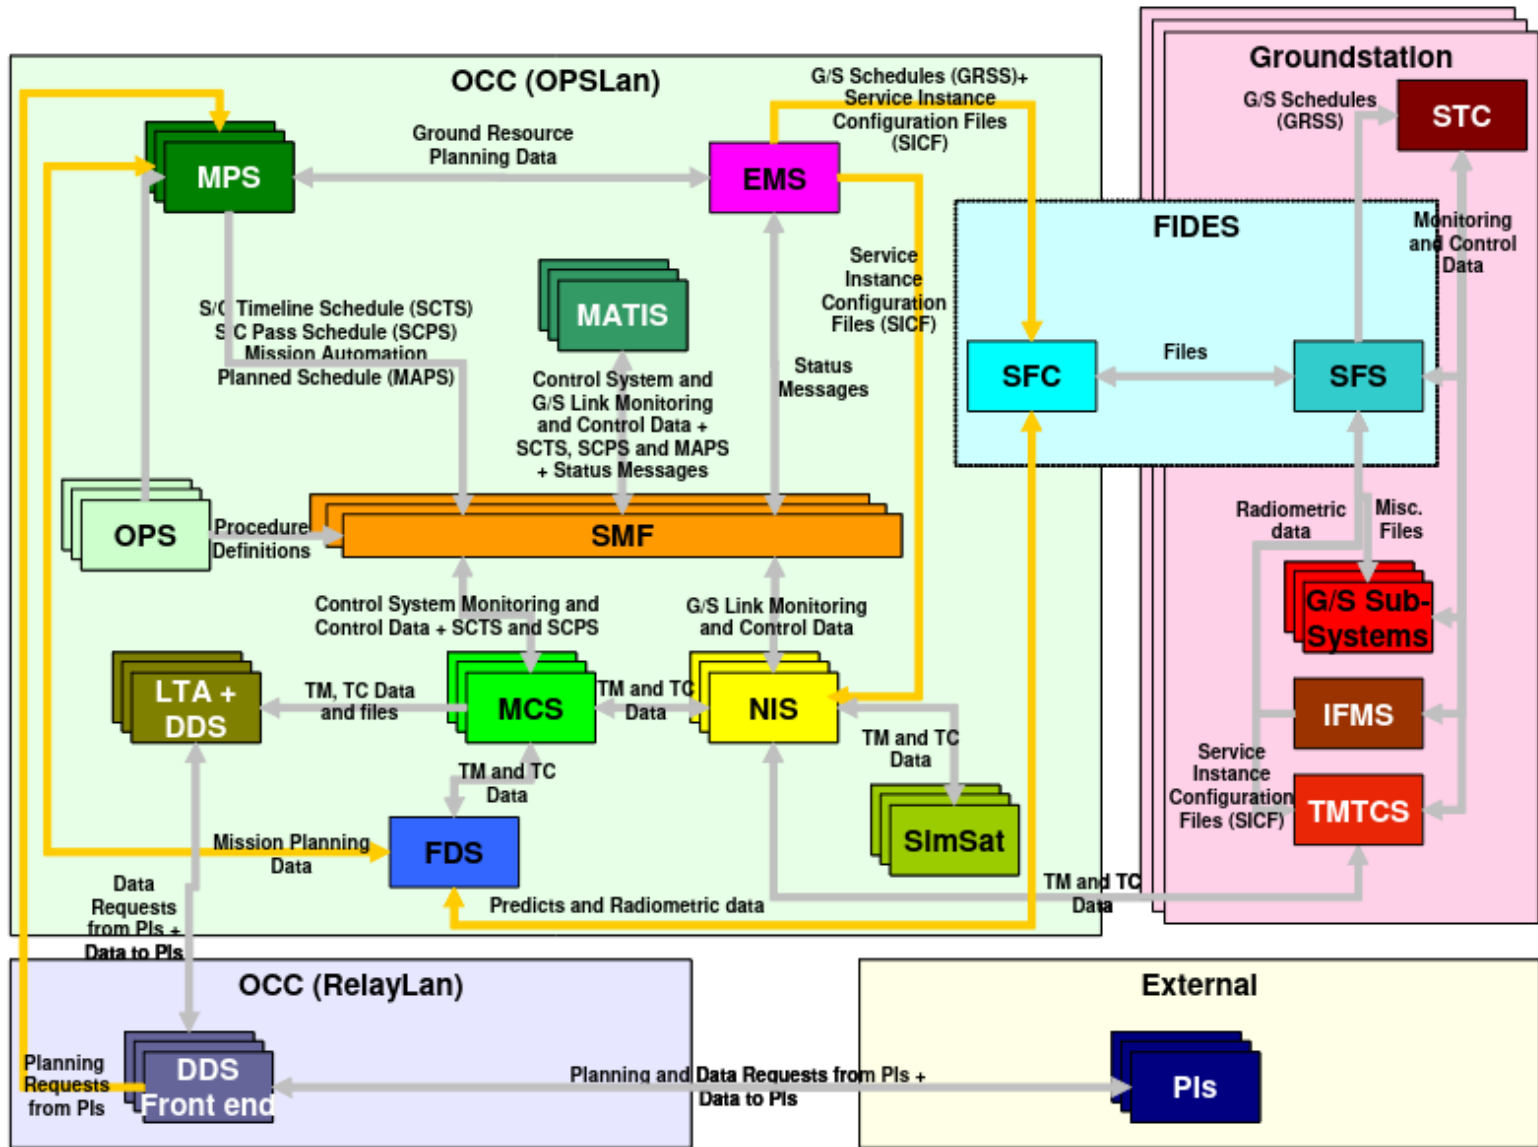 OCC (OPSLan)
G/S Schedules (GRSS)+
Service Instance
Configuration Files
(SICF)
Groundstation
G/S Schedules
(GRSS)
STC
Ground Resource
Planning Data
MPS
EMS
FIDES
Monitoring
and Control
Data
Service
Instance
Configuration
Files (SICF)
S/C Timeline Schedule (SCTS)
S/C Pass Schedule (SCPS)
Mission Automation
Planned Schedule (MAPS)
MATIS
Status
Messages
Files
SFC
SFS
Control System and
G/S Link Monitoring
and Control Data +
SCTS, SCPS and MAPS
+ Status Messages
OPS
Procedure
Definitions
SMF
Radiometric
data
Misc.
Files
G/S Sub-
Systems
Control System Monitoring and
Control Data + SCTS and SCPS
G/S Link Monitoring
and Control Data
LTA +
DDS
TM, TC Data
and files
MCS
TM and TC
Data
NIS
IFMS
TM and TC
Data
TM and TC
Data
Service
Instance
Configuration
Files (SICF)
TMTCS
SImSat
Mission Planning
Data
FDS
Data
Requests
from PIs +
Data to PIs
Predicts and Radiometric data
TM and TC
Data
OCC (RelayLan)
External
Planning
Requests
from PIs
DDS
Front end
Planning and Data Requests from PIs +
Data to PIs
PIs